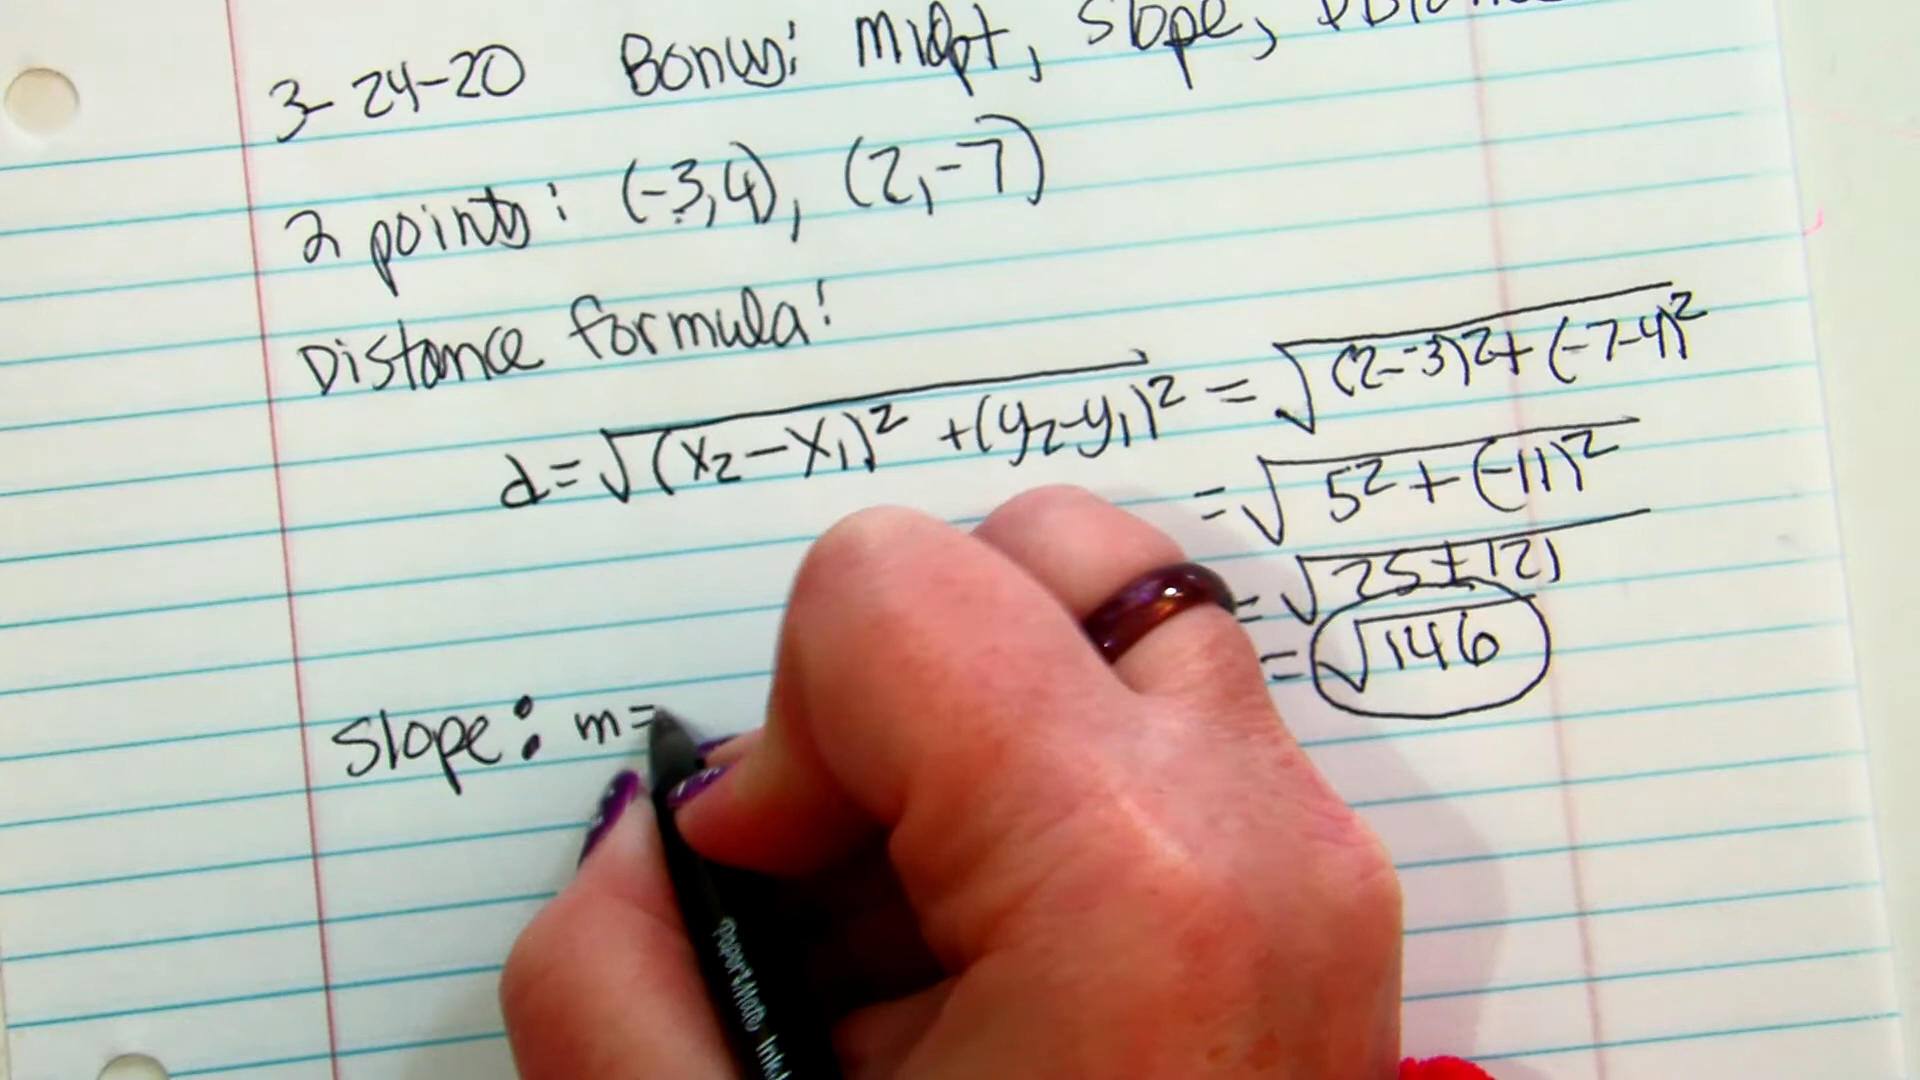 3-24-20 Bonus: midpt, slope,
2 points: (-3,4), (2,-7)
Distance formula:
d=√(x₂-x₁)² +(y₂-y₁)² = √(2--3)²+(-7-4)²
=√5²+(-11)²
=√25+121
=√146
Slope: m=
PaperMate